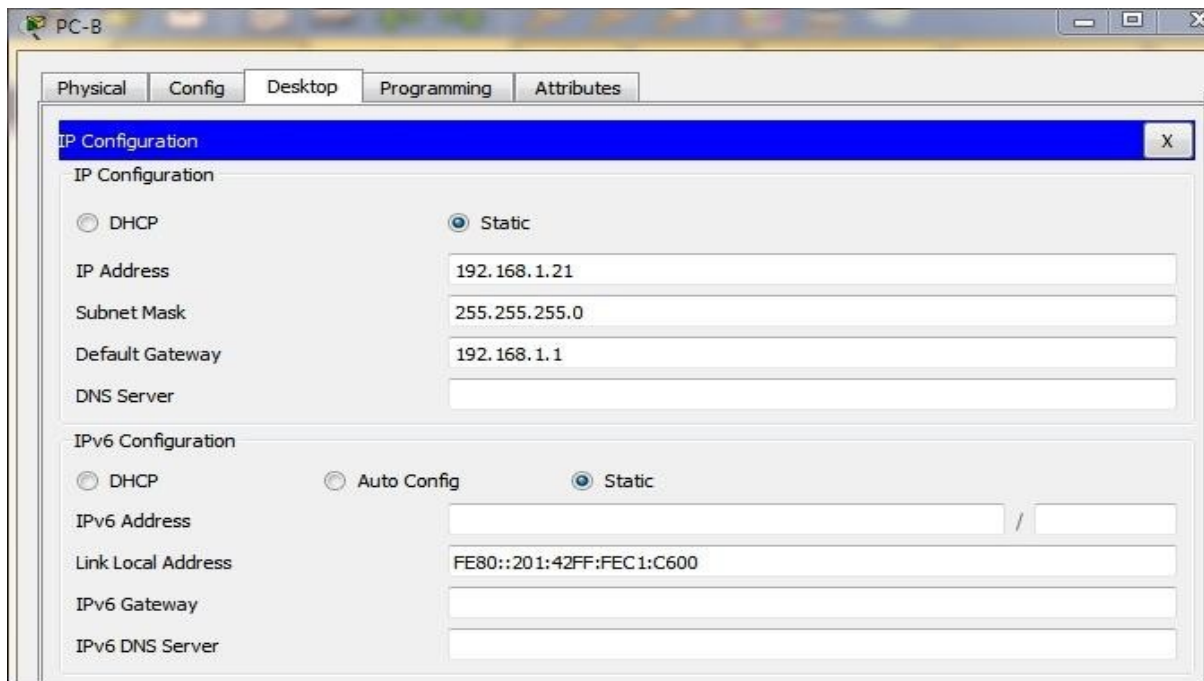 PC-B
Physical Config Desktop Programming Attributes
IP Configuration X
IP Configuration
DHCP Static
IP Address 192.168.1.21
Subnet Mask 255.255.255.0
Default Gateway 192.168.1.1
DNS Server
IPv6 Configuration
DHCP Auto Config Static
IPv6 Address /
Link Local Address FE80::201:42FF:FEC1:C600
IPv6 Gateway
IPv6 DNS Server